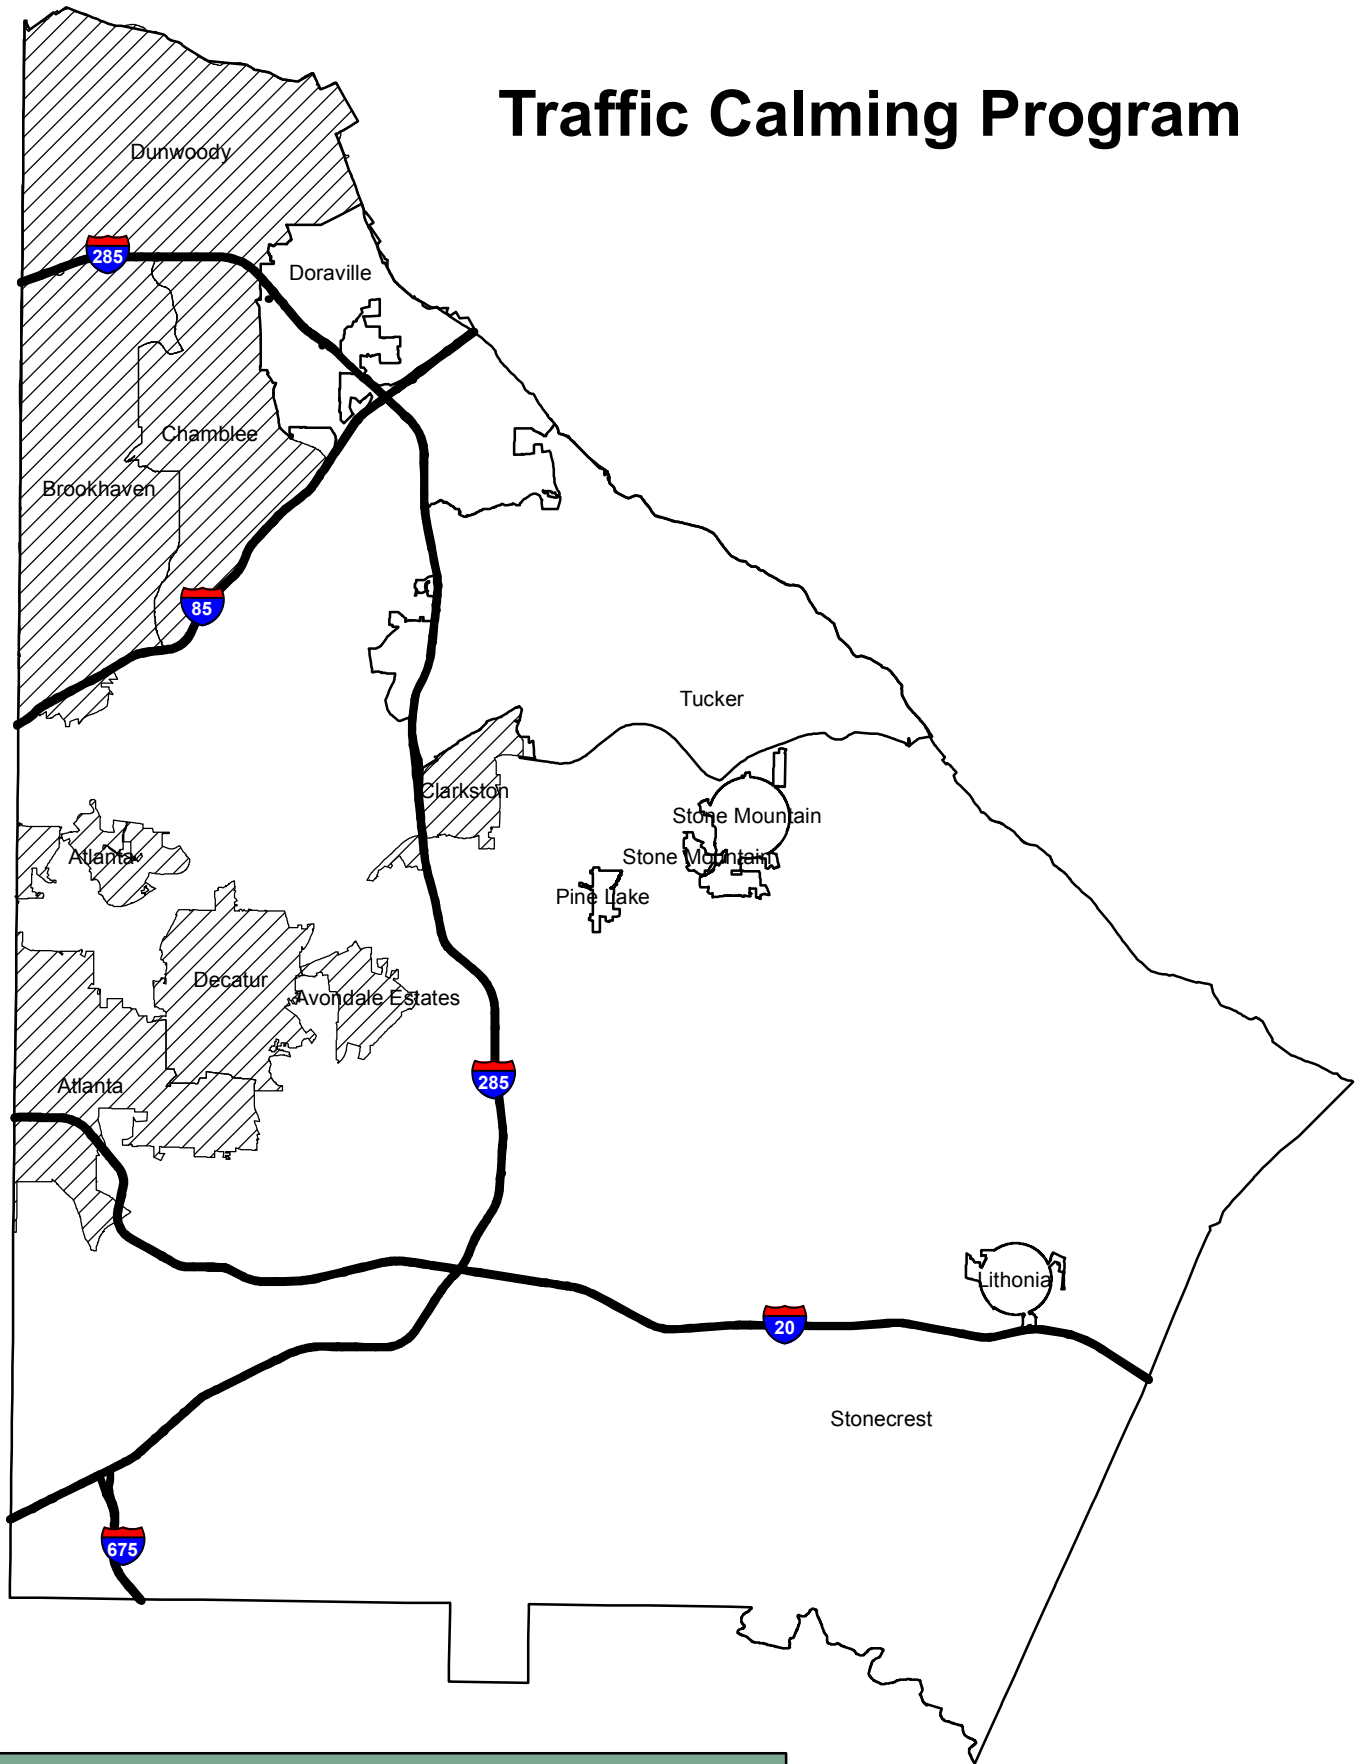 Traffic Calming Program
Dunwoody
285
Doraville
Chamblee
Brookhaven
85
Tucker
Clarkston
Stone Mountain
Atlanta
Stone Mountain
Pine Lake
Decatur
Avondale Estates
285
Atlanta
Lithonia
20
Stonecrest
675